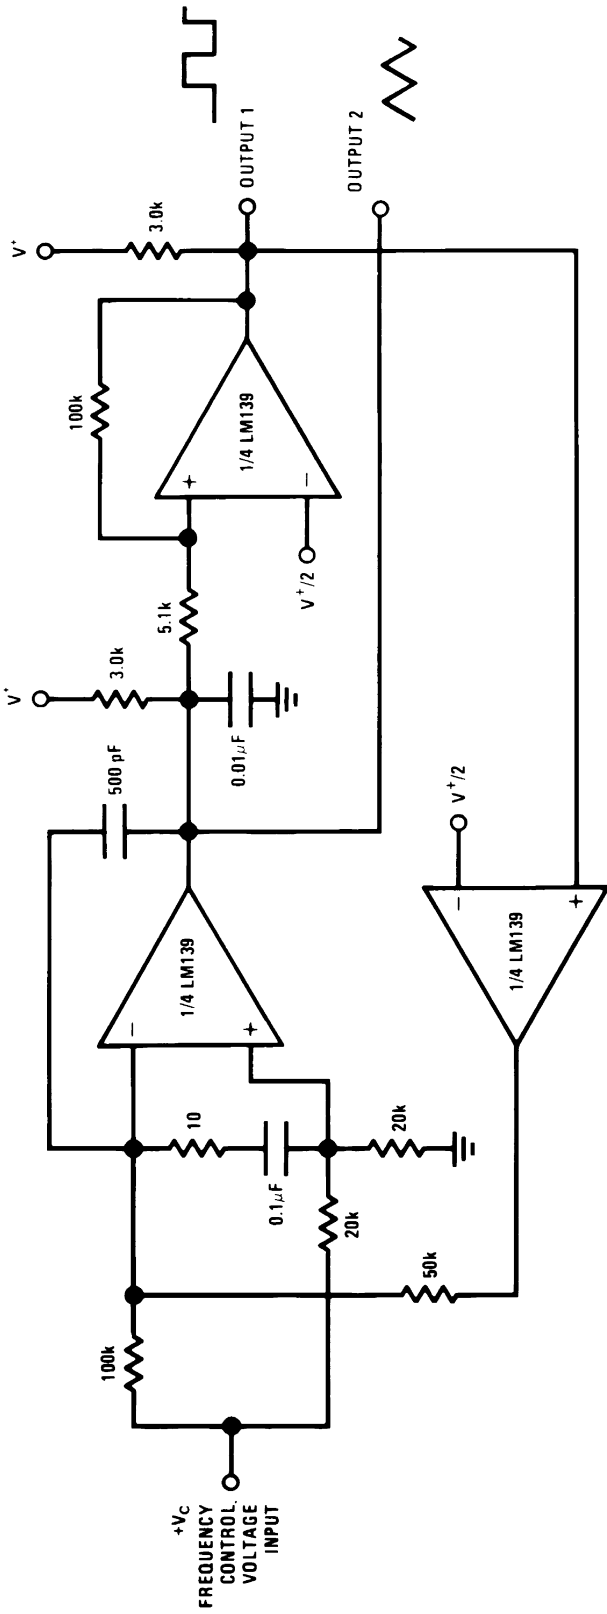 +VC
FREQUENCY
CONTROL.
VOLTAGE
INPUT
100k
50k
20k
20k
10
0.1µF
−
+
1/4 LM139
500 pF
V+
3.0k
0.01µF
5.1k
100k
+
−
1/4 LM139
V+/2
V+
3.0k
OUTPUT 1
OUTPUT 2
V+/2
−
+
1/4 LM139